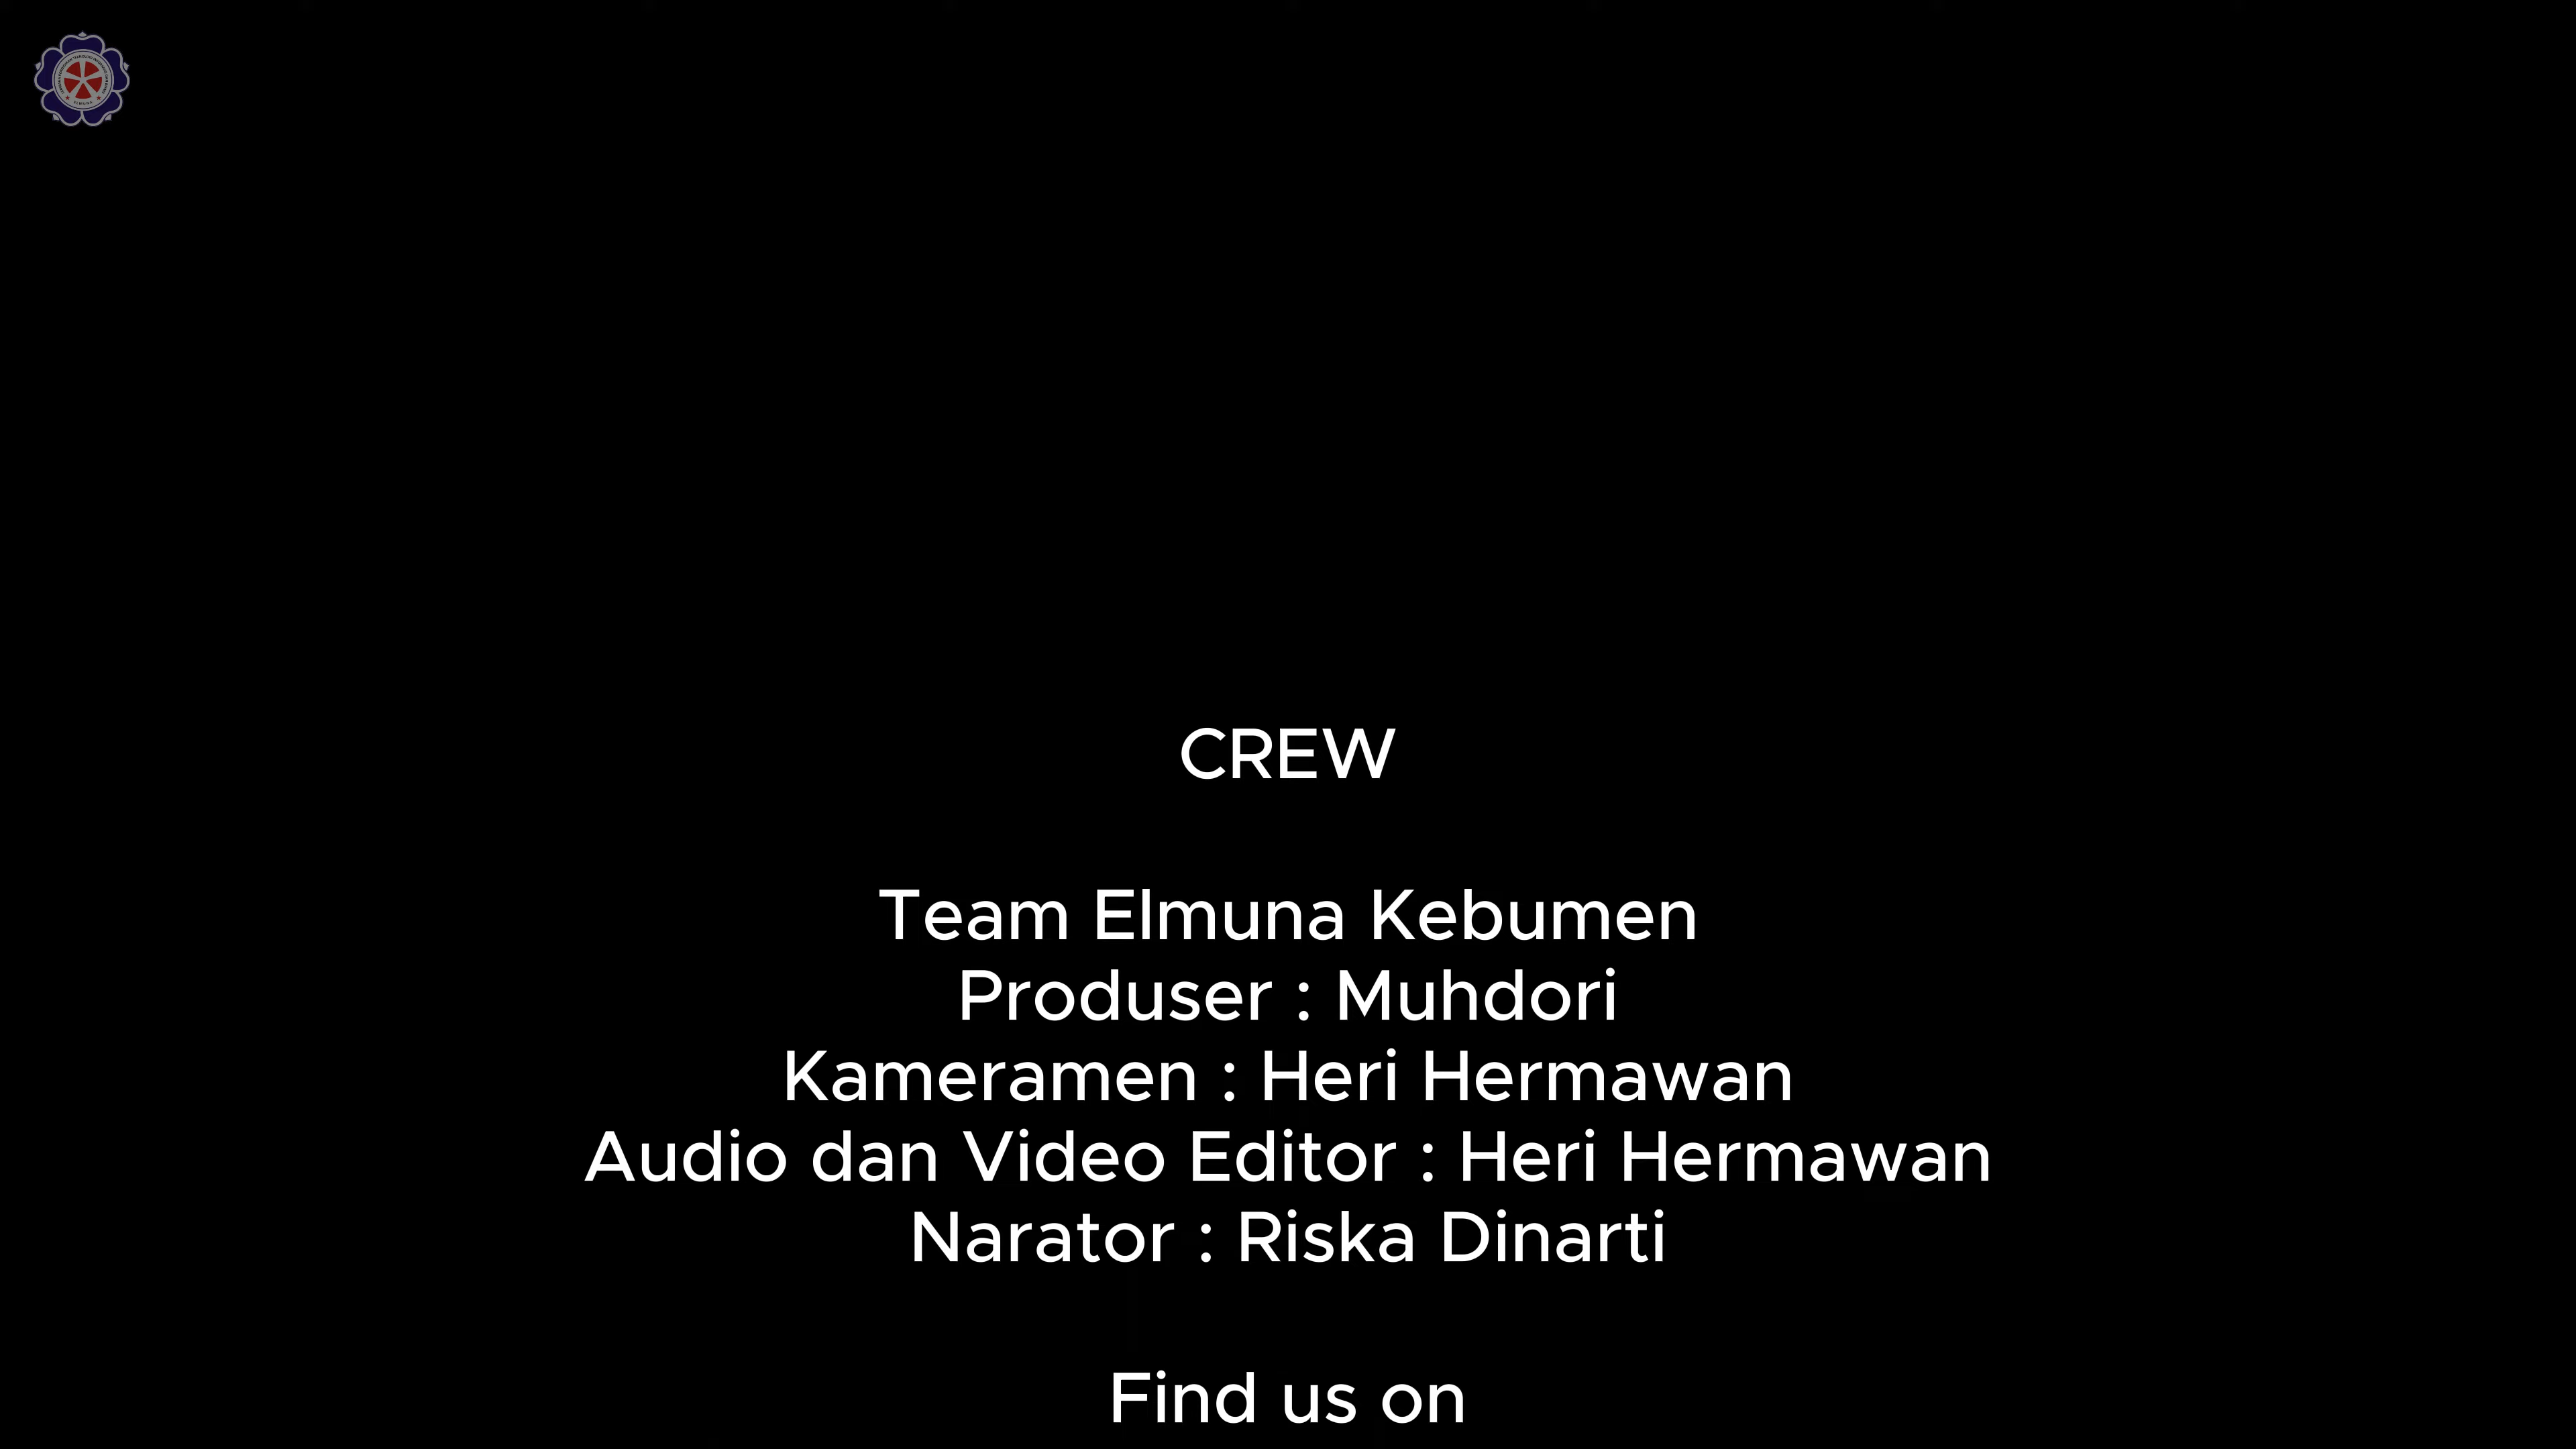 CREW
Team Elmuna Kebumen
Produser : Muhdori
Kameramen : Heri Hermawan
Audio dan Video Editor : Heri Hermawan
Narator : Riska Dinarti
Find us on
ELMUNA